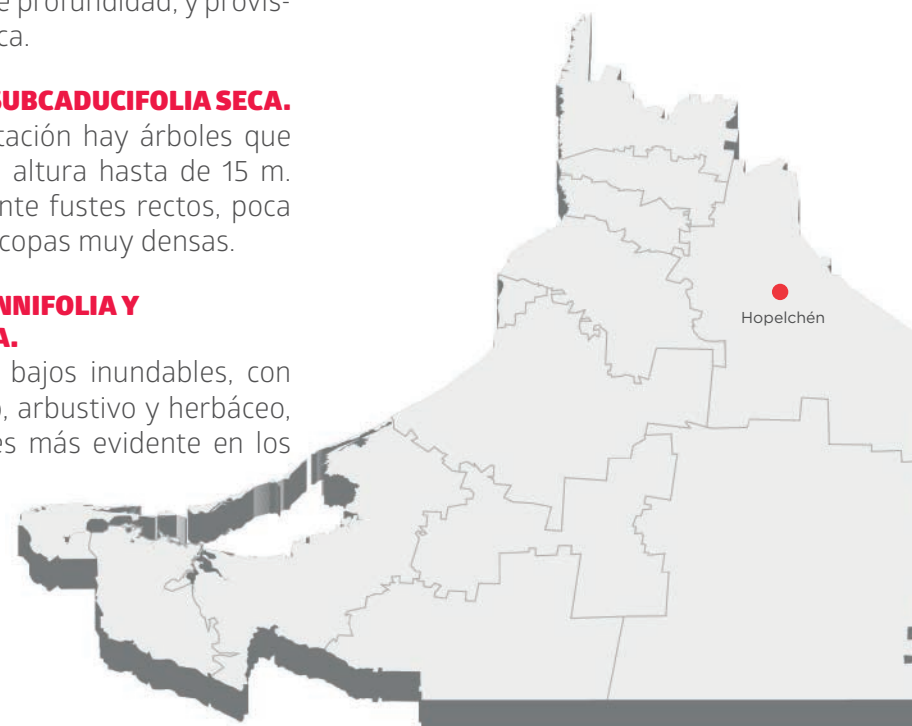 profundidad, y provis-
ca.
SUBCADUCIFOLIA SECA.
tación hay árboles que
altura hasta de 15 m.
nte fustes rectos, poca
copas muy densas.
NNIFOLIA Y
A.
bajos inundables, con
o, arbustivo y herbáceo,
es más evidente en los
Hopelchén